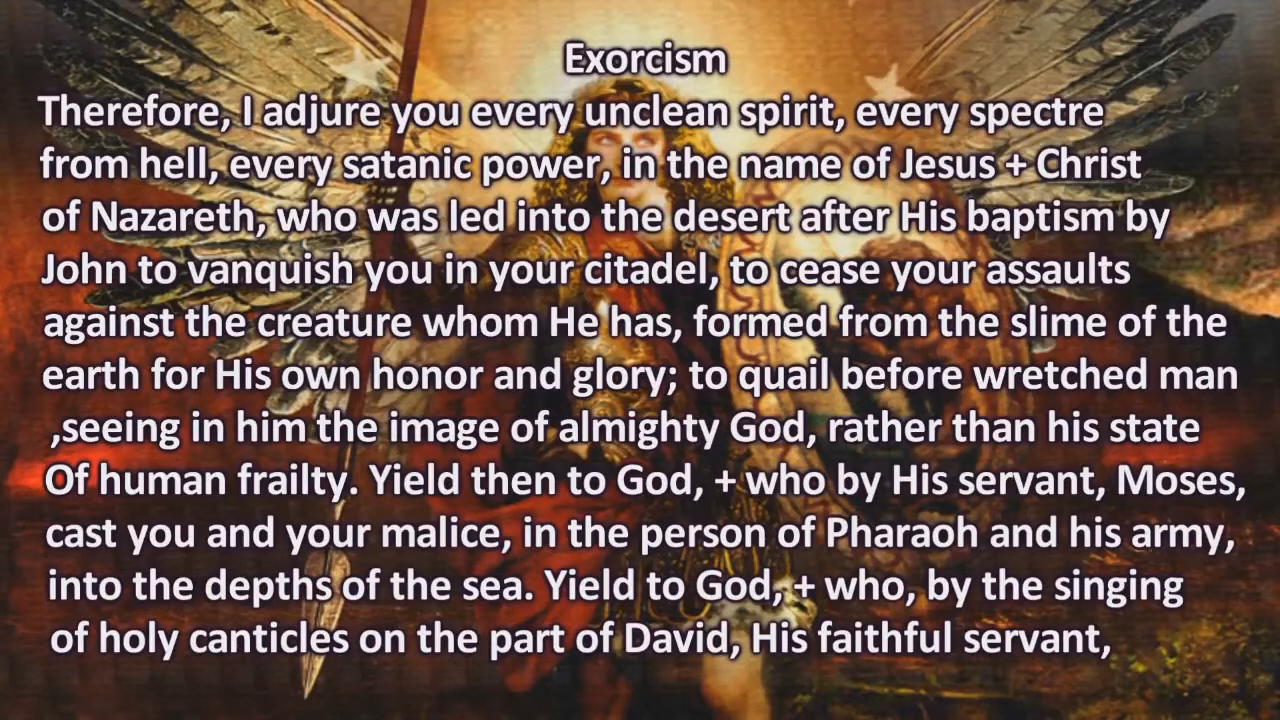 Exorcism
Therefore, I adjure you every unclean spirit, every spectre
from hell, every satanic power, in the name of Jesus + Christ
of Nazareth, who was led into the desert after His baptism by
John to vanquish you in your citadel, to cease your assaults
against the creature whom He has, formed from the slime of the
earth for His own honor and glory; to quail before wretched man
,seeing in him the image of almighty God, rather than his state
Of human frailty. Yield then to God, + who by His servant, Moses,
cast you and your malice, in the person of Pharaoh and his army,
into the depths of the sea. Yield to God, + who, by the singing
of holy canticles on the part of David, His faithful servant,